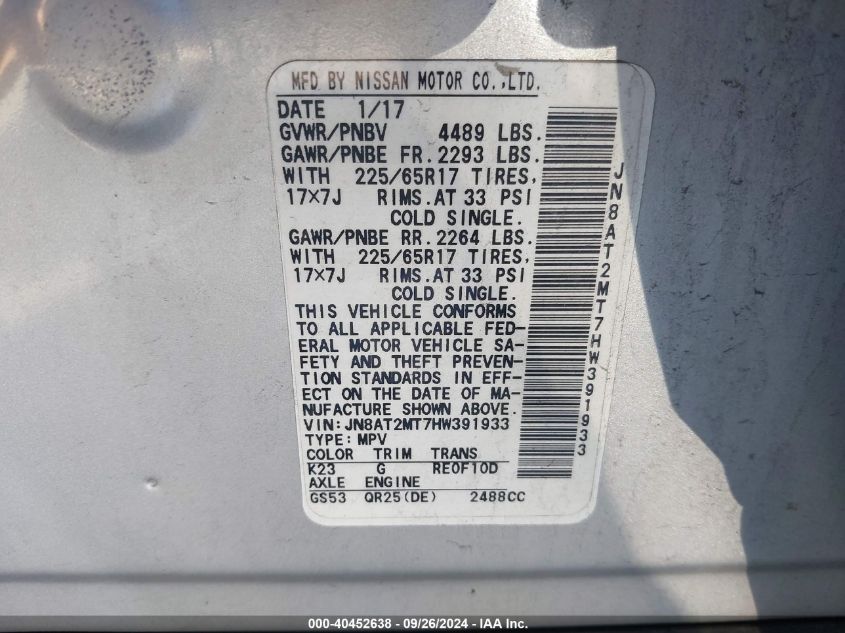 MFD BY NISSAN MOTOR CO.,LTD.
DATE 1/17
GVWR/PNBV 4489 LBS.
GAWR/PNBE FR. 2293 LBS.
WITH 225/65R17 TIRES,
17×7J RIMS.AT 33 PSI
COLD SINGLE.
GAWR/PNBE RR. 2264 LBS.
WITH 225/65R17 TIRES,
17×7J RIMS.AT 33 PSI
COLD SINGLE.
THIS VEHICLE CONFORMS
TO ALL APPLICABLE FED-
ERAL MOTOR VEHICLE SA-
FETY AND THEFT PREVEN-
TION STANDARDS IN EFF-
ECT ON THE DATE OF MA-
NUFACTURE SHOWN ABOVE.
VIN:JN8AT2MT7HW391933
TYPE:MPV
COLOR TRIM TRANS
K23 G RE0F10D
AXLE ENGINE
GS53 QR25(DE) 2488CC
JN8AT2MT7HW391933
000-40452638 - 09/26/2024 - IAA Inc.